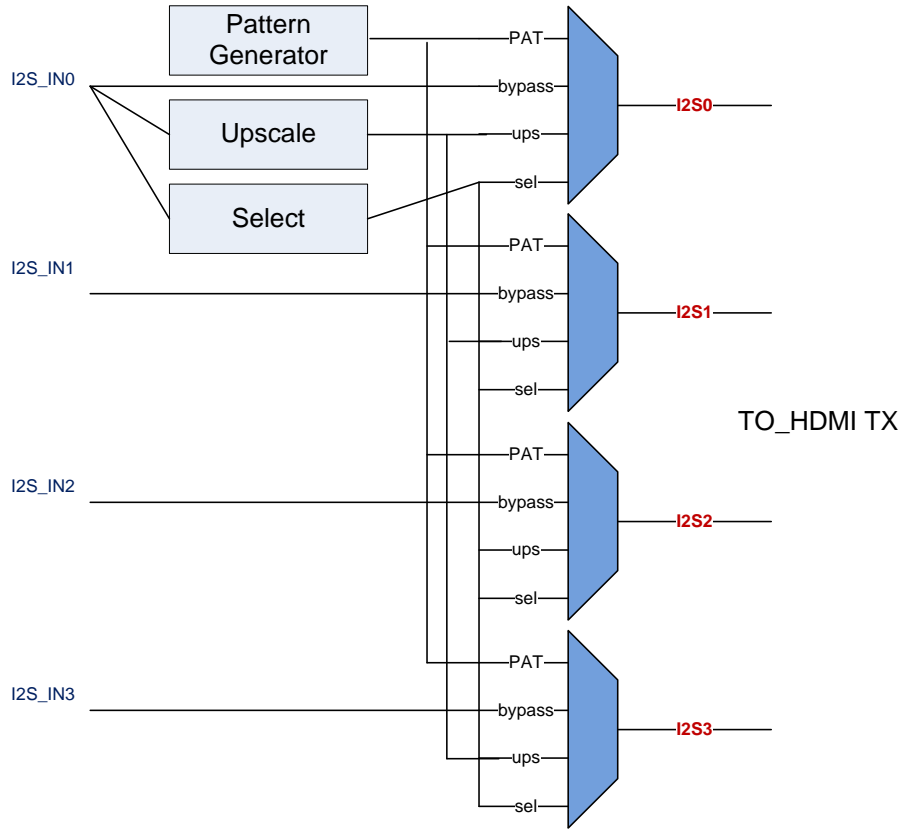 Pattern
Generator
PAT
I2S_IN0
bypass
I2S0
Upscale
ups
sel
Select
PAT
I2S_IN1
bypass
I2S1
ups
sel
TO_HDMI TX
PAT
I2S_IN2
bypass
I2S2
ups
sel
PAT
I2S_IN3
bypass
I2S3
ups
sel